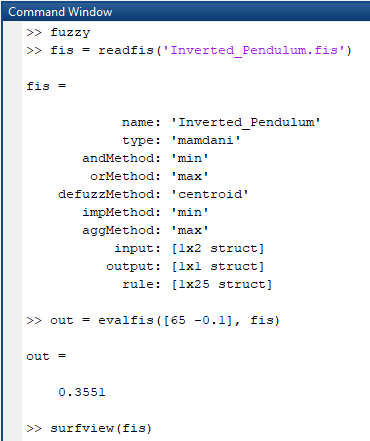 Command Window
>> fuzzy
>> fis = readfis('Inverted_Pendulum.fis')
fis =
name: 'Inverted_Pendulum'
type: 'mamdani'
andMethod: 'min'
orMethod: 'max'
defuzzMethod: 'centroid'
impMethod: 'min'
aggMethod: 'max'
input: [1x2 struct]
output: [1x1 struct]
rule: [1x25 struct]
>> out = evalfis([65 -0.1], fis)
out =
0.3551
>> surfview(fis)